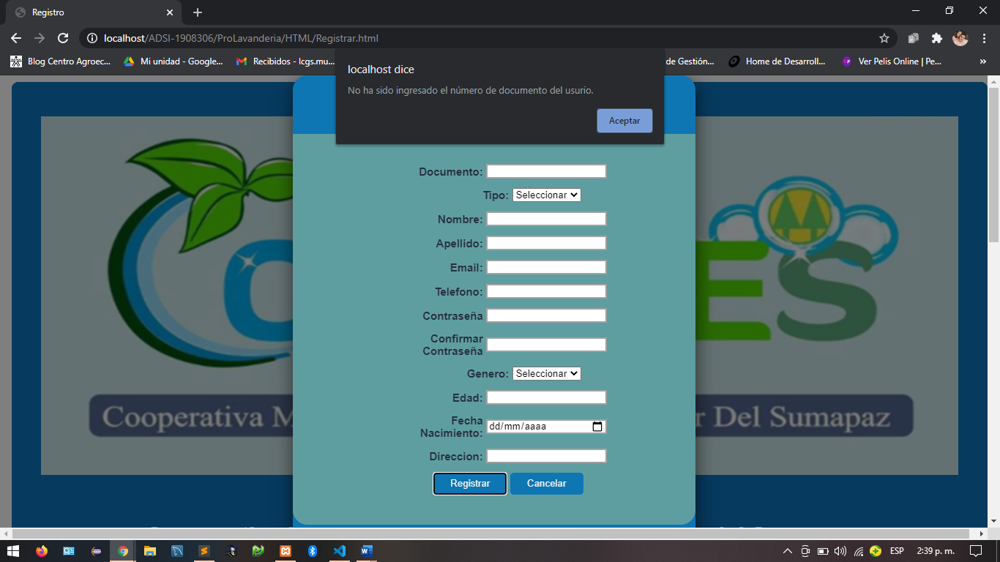 Registro
localhost/ADSI-1908306/ProLavanderia/HTML/Registrar.html
Blog Centro Agroec... Mi unidad - Google... Recibidos - lcgs.mu... de Gestión... Home de Desarroll... Ver Pelis Online | Pe... »
localhost dice
No ha sido ingresado el número de documento del usurio.
Aceptar
Documento:
Tipo: Seleccionar
Nombre:
Apellido:
Email:
Telefono:
Contraseña
Confirmar
Contraseña
Genero: Seleccionar
Edad:
Fecha
Nacimiento: dd/mm/aaaa
Direccion:
Registrar Cancelar
ES
Cooperativa M
r Del Sumapaz
ESP 2:39 p. m.